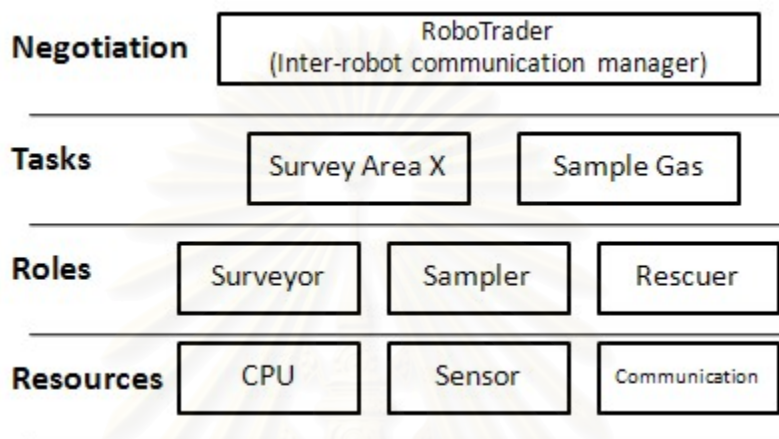 Negotiation
RoboTrader
(Inter-robot communication manager)
Tasks
Survey Area X
Sample Gas
Roles
Surveyor
Sampler
Rescuer
Resources
CPU
Sensor
Communication